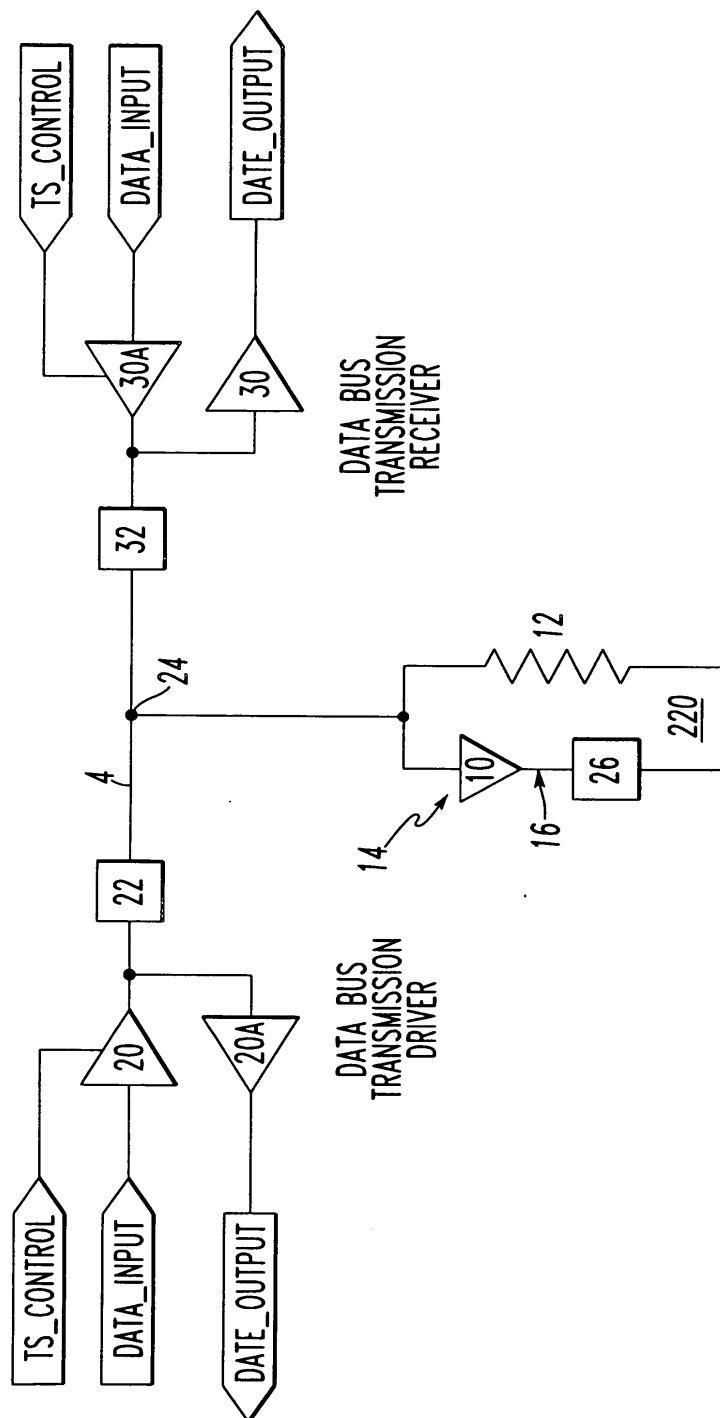 TS_CONTROL
DATA_INPUT
DATE_OUTPUT
20
20A
DATA BUS
TRANSMISSION
DRIVER
22
4
24
32
30A
30
TS_CONTROL
DATA_INPUT
DATE_OUTPUT
DATA BUS
TRANSMISSION
RECEIVER
14
10
16
26
12
220